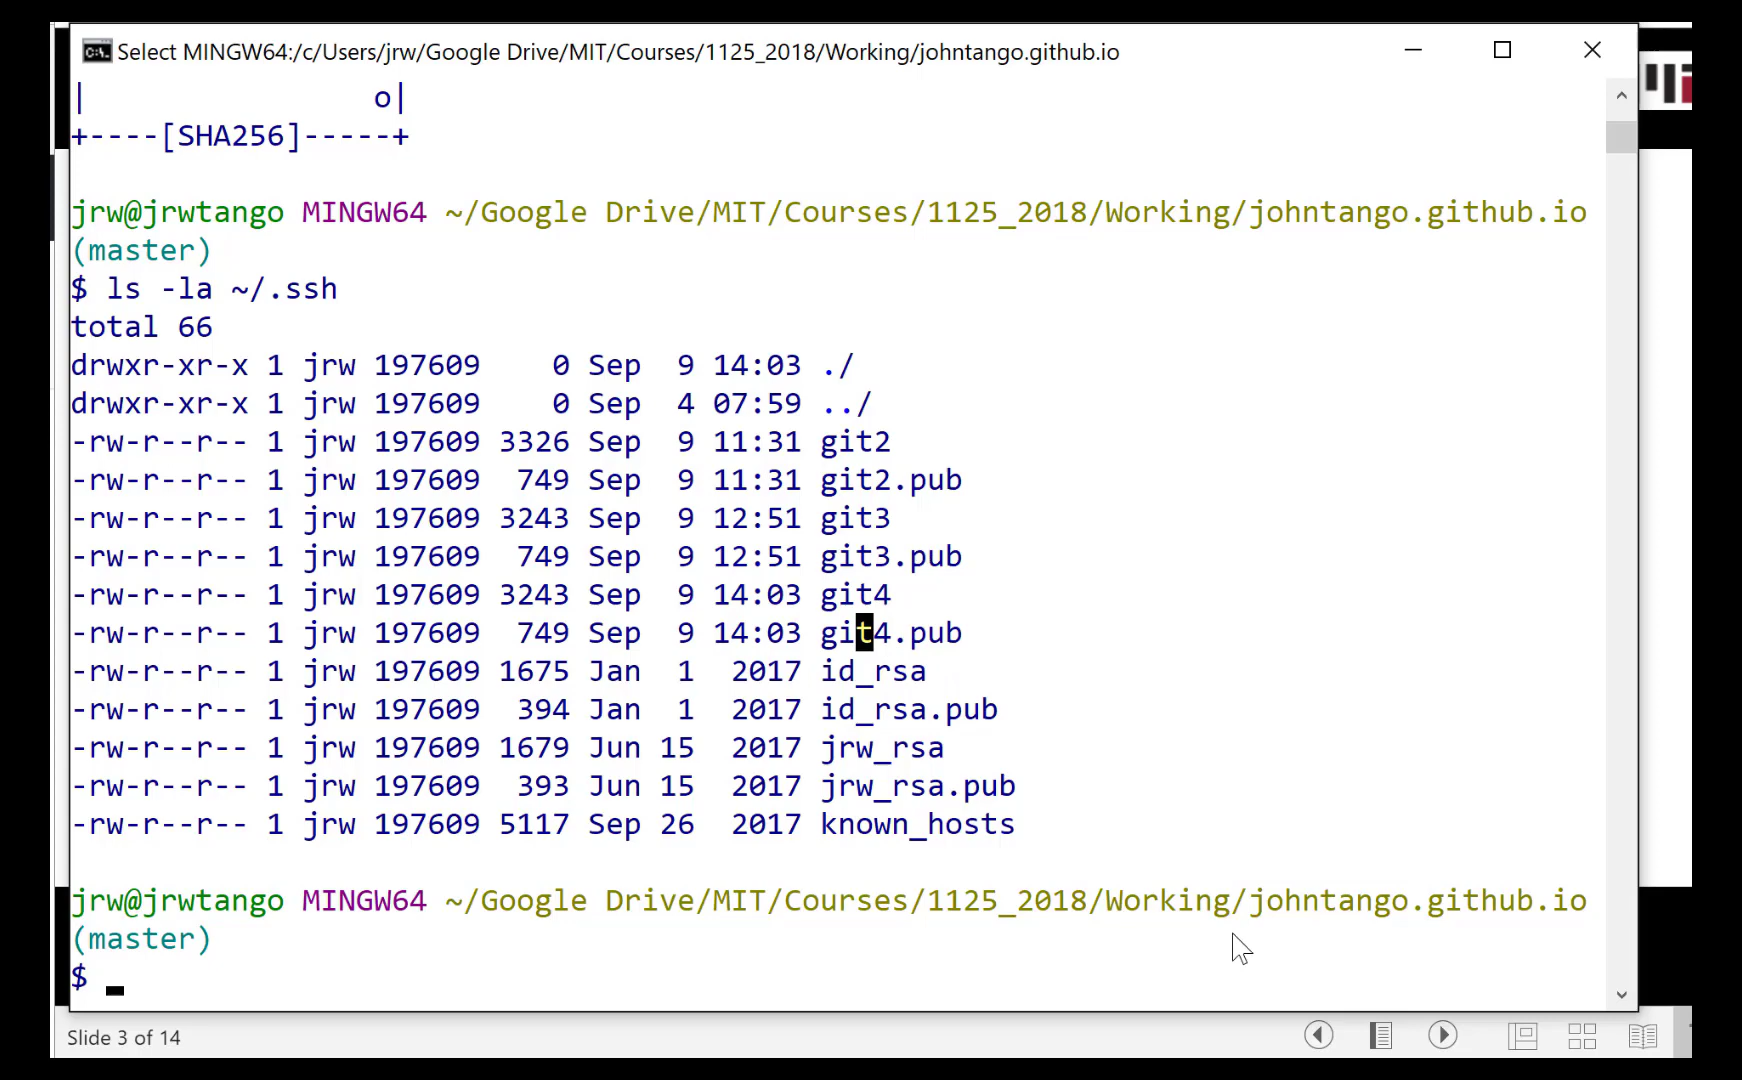 Select MINGW64:/c/Users/jrw/Google Drive/MIT/Courses/1125_2018/Working/johntango.github.io
|                 o|
+----[SHA256]-----+
jrw@jrwtango MINGW64 ~/Google Drive/MIT/Courses/1125_2018/Working/johntango.github.io
(master)
$ ls -la ~/.ssh
total 66
drwxr-xr-x 1 jrw 197609    0 Sep  9 14:03 ./
drwxr-xr-x 1 jrw 197609    0 Sep  4 07:59 ../
-rw-r--r-- 1 jrw 197609 3326 Sep  9 11:31 git2
-rw-r--r-- 1 jrw 197609  749 Sep  9 11:31 git2.pub
-rw-r--r-- 1 jrw 197609 3243 Sep  9 12:51 git3
-rw-r--r-- 1 jrw 197609  749 Sep  9 12:51 git3.pub
-rw-r--r-- 1 jrw 197609 3243 Sep  9 14:03 git4
-rw-r--r-- 1 jrw 197609  749 Sep  9 14:03 git4.pub
-rw-r--r-- 1 jrw 197609 1675 Jan  1  2017 id_rsa
-rw-r--r-- 1 jrw 197609  394 Jan  1  2017 id_rsa.pub
-rw-r--r-- 1 jrw 197609 1679 Jun 15  2017 jrw_rsa
-rw-r--r-- 1 jrw 197609  393 Jun 15  2017 jrw_rsa.pub
-rw-r--r-- 1 jrw 197609 5117 Sep 26  2017 known_hosts
jrw@jrwtango MINGW64 ~/Google Drive/MIT/Courses/1125_2018/Working/johntango.github.io
(master)
$
Slide 3 of 14